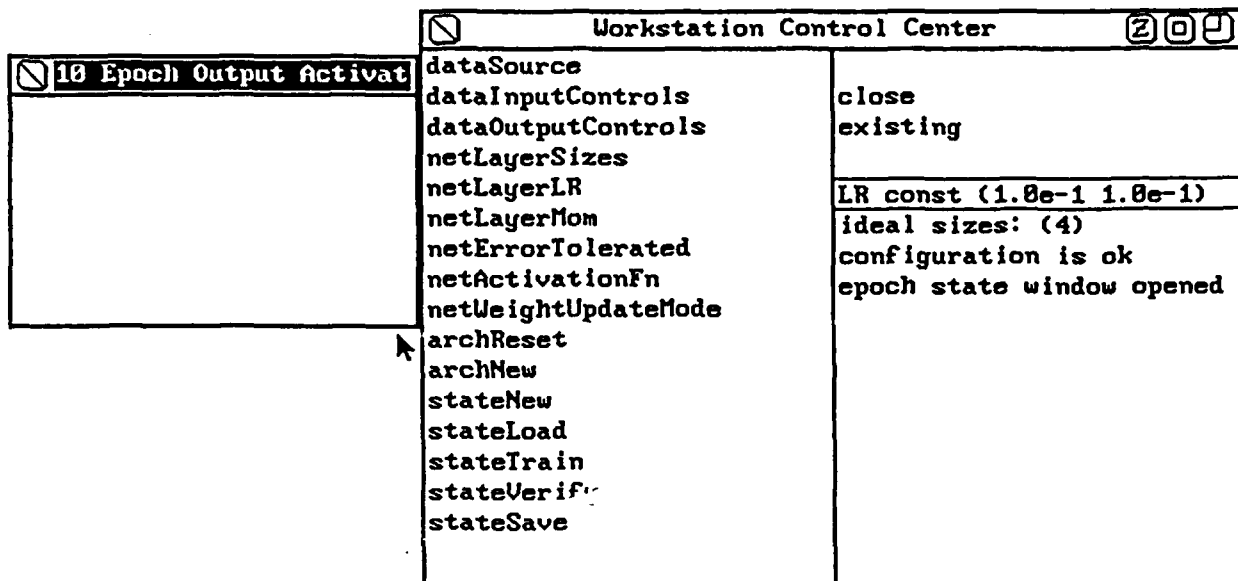 Workstation Control Center
10 Epoch Output Activat
dataSource
dataInputControls
dataOutputControls
netLayerSizes
netLayerLR
netLayerMom
netErrorTolerated
netActivationFn
netWeightUpdateMode
archReset
archNew
stateNew
stateLoad
stateTrain
stateVerify
stateSave
close
existing
LR const (1.0e-1 1.0e-1)
ideal sizes: (4)
configuration is ok
epoch state window opened